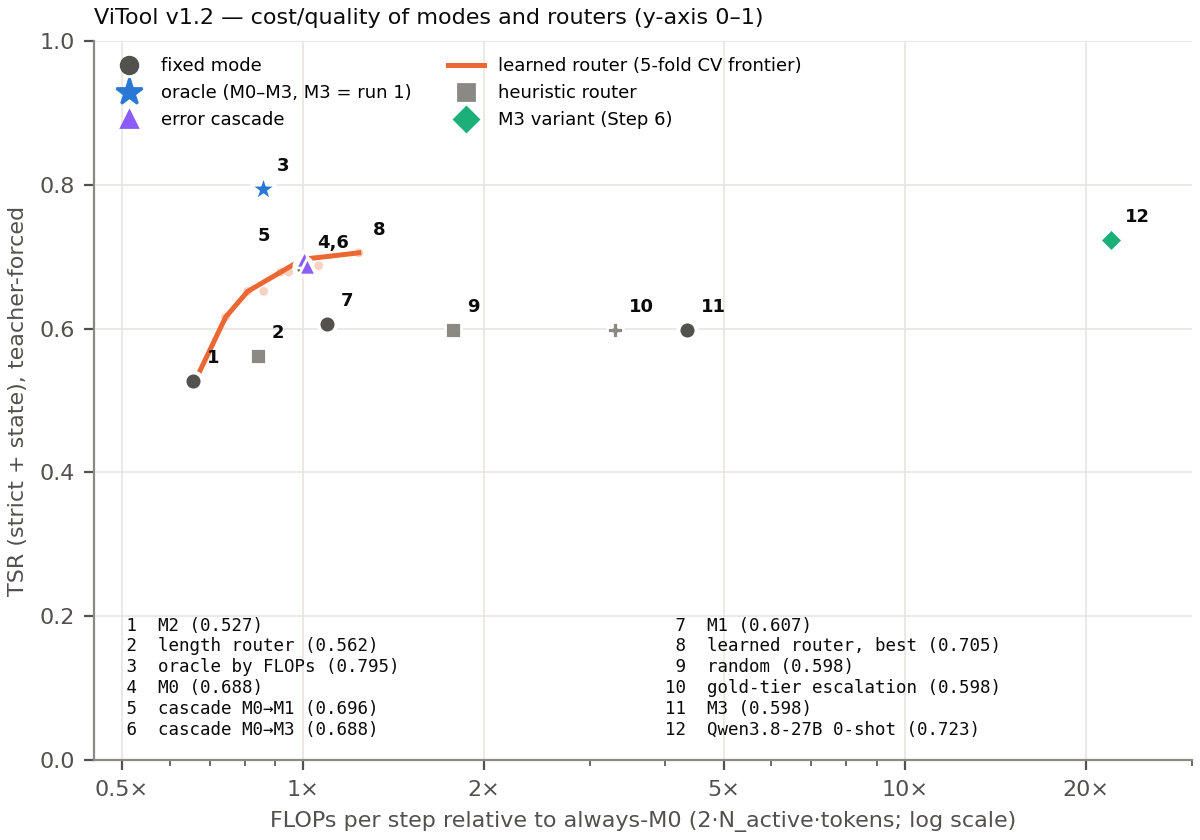 ViTool v1.2 — cost/quality of modes and routers (y-axis 0–1)
fixed mode
oracle (M0–M3, M3 = run 1)
error cascade
learned router (5-fold CV frontier)
heuristic router
M3 variant (Step 6)
TSR (strict + state), teacher-forced
1.0
0.8
0.6
0.4
0.2
0.0
3
12
5
4,6
8
7
9
10
11
2
1
1 M2 (0.527)
2 length router (0.562)
3 oracle by FLOPs (0.795)
4 M0 (0.688)
5 cascade M0→M1 (0.696)
6 cascade M0→M3 (0.688)
7 M1 (0.607)
8 learned router, best (0.705)
9 random (0.598)
10 gold-tier escalation (0.598)
11 M3 (0.598)
12 Qwen3.8-27B 0-shot (0.723)
0.5× 1× 2× 5× 10× 20×
FLOPs per step relative to always-M0 (2·N_active·tokens; log scale)